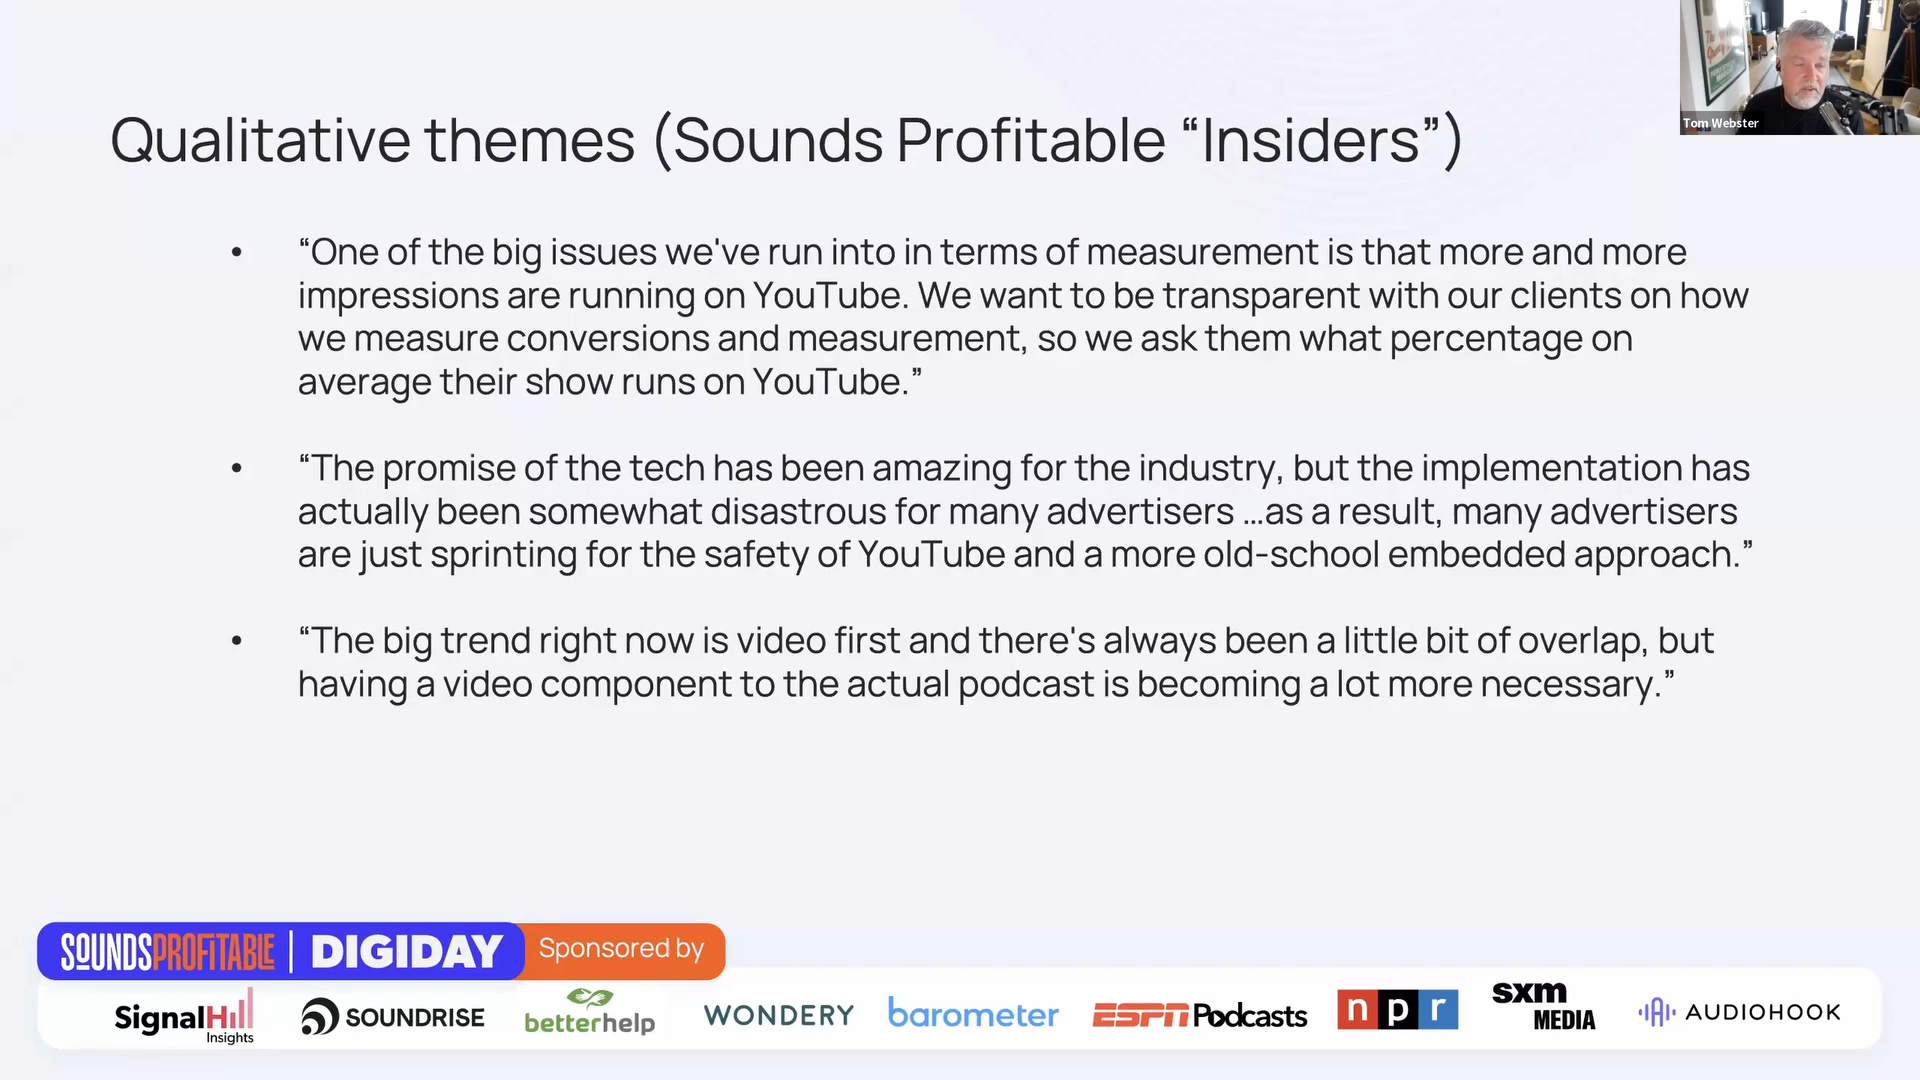 Tom Webster
Qualitative themes (Sounds Profitable “Insiders”)
• “One of the big issues we've run into in terms of measurement is that more and more
impressions are running on YouTube. We want to be transparent with our clients on how
we measure conversions and measurement, so we ask them what percentage on
average their show runs on YouTube.”
• “The promise of the tech has been amazing for the industry, but the implementation has
actually been somewhat disastrous for many advertisers ...as a result, many advertisers
are just sprinting for the safety of YouTube and a more old-school embedded approach.”
• “The big trend right now is video first and there's always been a little bit of overlap, but
having a video component to the actual podcast is becoming a lot more necessary.”
SOUNDSPROFITABLE | DIGIDAY Sponsored by
SignalHill
Insights
SOUNDRISE
betterhelp
WONDERY
barometer
ESPN Podcasts
npr
sxm
MEDIA
AUDIOHOOK